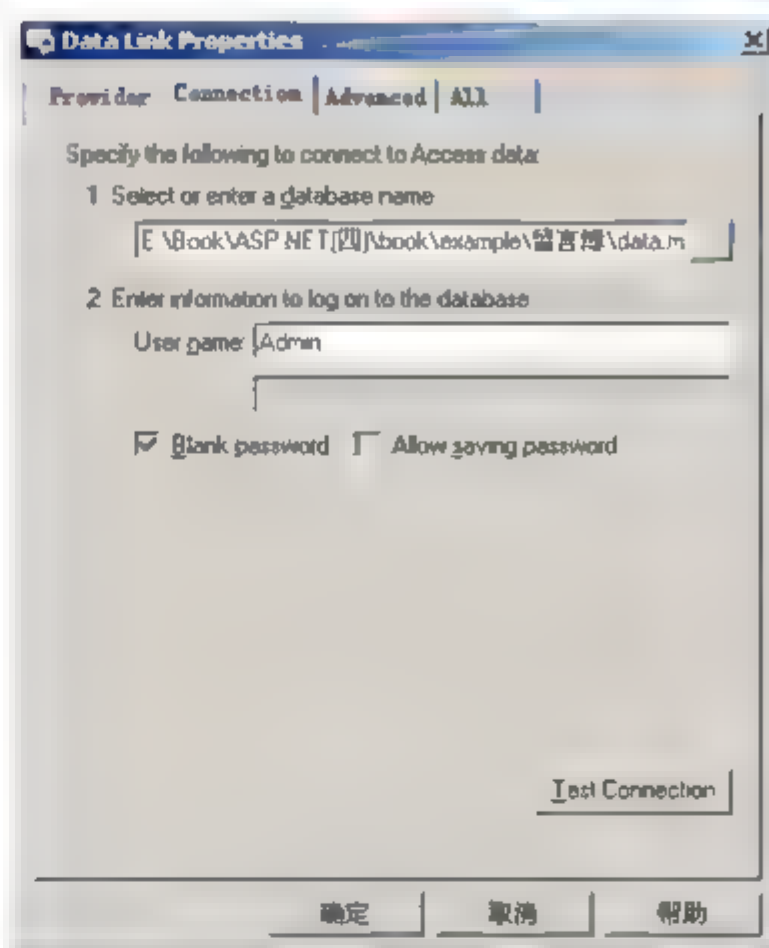 Data Link Properties
Provider Connection Advanced All
Specify the following to connect to Access data:
1 Select or enter a database name
E:\Book\ASP.NET[四]\book\example\留言簿\data.m
2 Enter information to log on to the database
User name: Admin
Blank password Allow saving password
Test Connection
确定 取消 帮助